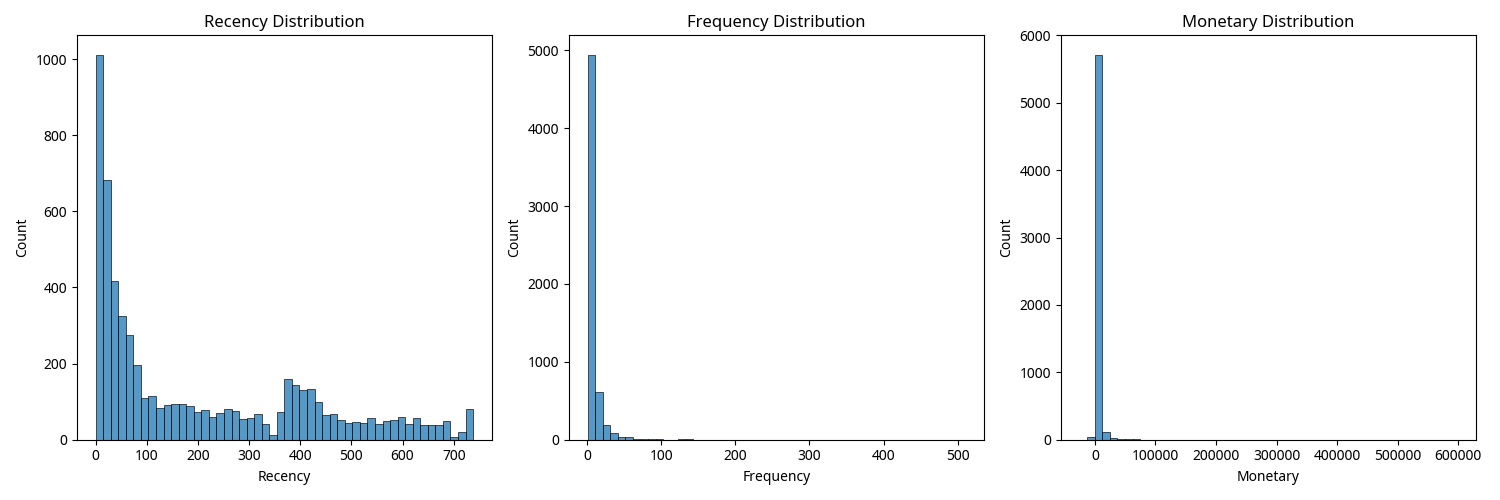 Recency Distribution
1000
800
600
400
200
0
Count
0 100 200 300 400 500 600 700
Recency
Frequency Distribution
5000
4000
3000
2000
1000
0
Count
0 100 200 300 400 500
Frequency
Monetary Distribution
6000
5000
4000
3000
2000
1000
0
Count
0 100000 200000 300000 400000 500000 600000
Monetary